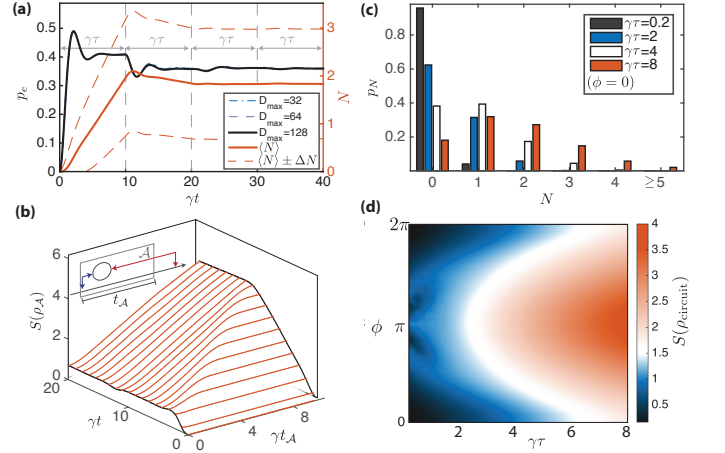 (a)
p_e
0.5
0.4
0.3
0.2
0.1
0
γτ γτ γτ γτ
D_max=32
D_max=64
D_max=128
⟨N⟩
⟨N⟩ ± ΔN
3
2
1
0
N
0 10 20 30 40
γt
(b)
S(ρ_𝒜)
6
4
2
0
𝒜
t_𝒜
20
10
0
γt
0
4
8
γt_𝒜
c)
p_N
0.8
0.6
0.4
0.2
γτ=0.2
γτ=2
γτ=4
γτ=8
(ϕ = 0)
0 1 2 3 4 ≥5
N
(d)
2π
ϕ π
0
2 4 6 8
γτ
4
3.5
3
2.5
2
1.5
1
0.5
S(ρ_circuit)